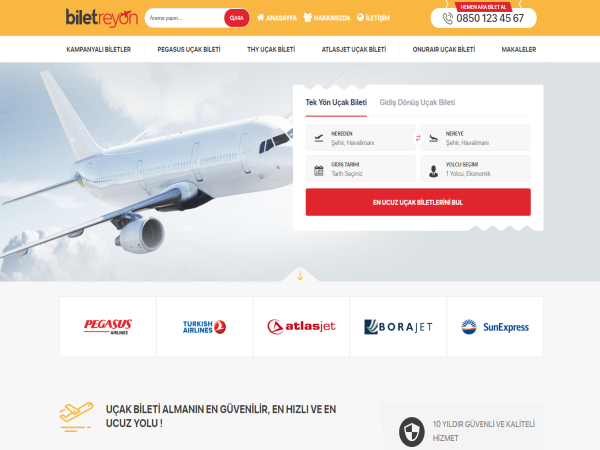 biletreyon
Arama yapın...
ARA
ANASAYFA
HAKKIMIZDA
İLETİŞİM
HEMEN ARA BİLET AL
0850 123 45 67
KAMPANYALI BİLETLER
PEGASUS UÇAK BİLETİ
THY UÇAK BİLETİ
ATLASJET UÇAK BİLETİ
ONURAIR UÇAK BİLETİ
MAKALELER
Tek Yön Uçak Bileti
Gidiş Dönüş Uçak Bileti
NEREDEN
Şehir, Havalimanı
NEREYE
Şehir, Havalimanı
GİDİŞ TARİHİ
Tarih Seçiniz
YOLCU SEÇİMİ
1 Yolcu, Ekonomik
EN UCUZ UÇAK BİLETLERİNİ BUL
PEGASUS
AIRLINES
TURKISH
AIRLINES
atlasjet
BORAJET
SunExpress
UÇAK BİLETİ ALMANIN EN GÜVENİLİR, EN HIZLI VE EN
UCUZ YOLU !
10 YILDIR GÜVENLİ VE KALİTELİ
HİZMET